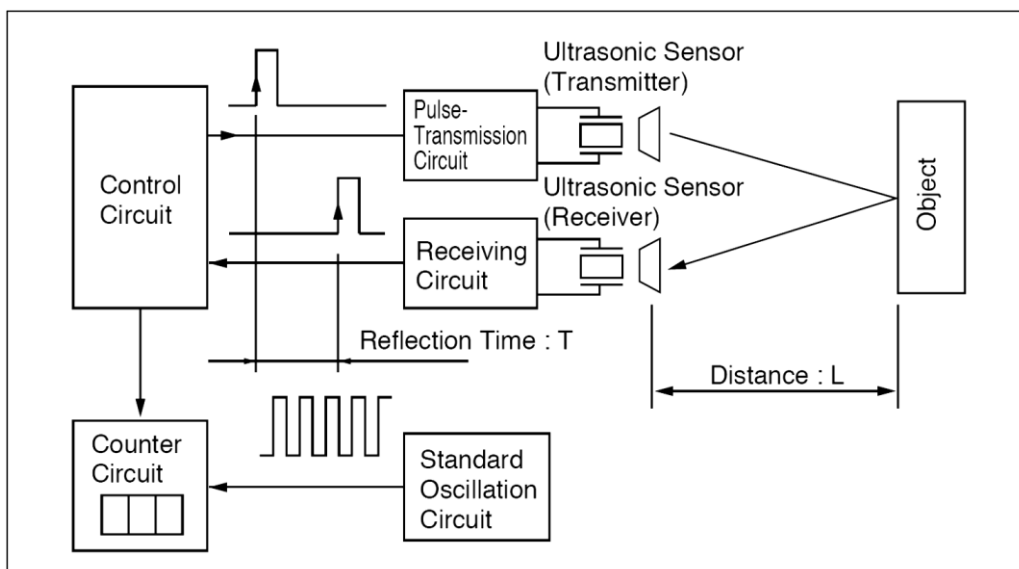 Ultrasonic Sensor
(Transmitter)
Pulse-
Transmission
Circuit
Control
Circuit
Object
Ultrasonic Sensor
(Receiver)
Receiving
Circuit
Reflection Time : T
Distance : L
Counter
Circuit
Standard
Oscillation
Circuit